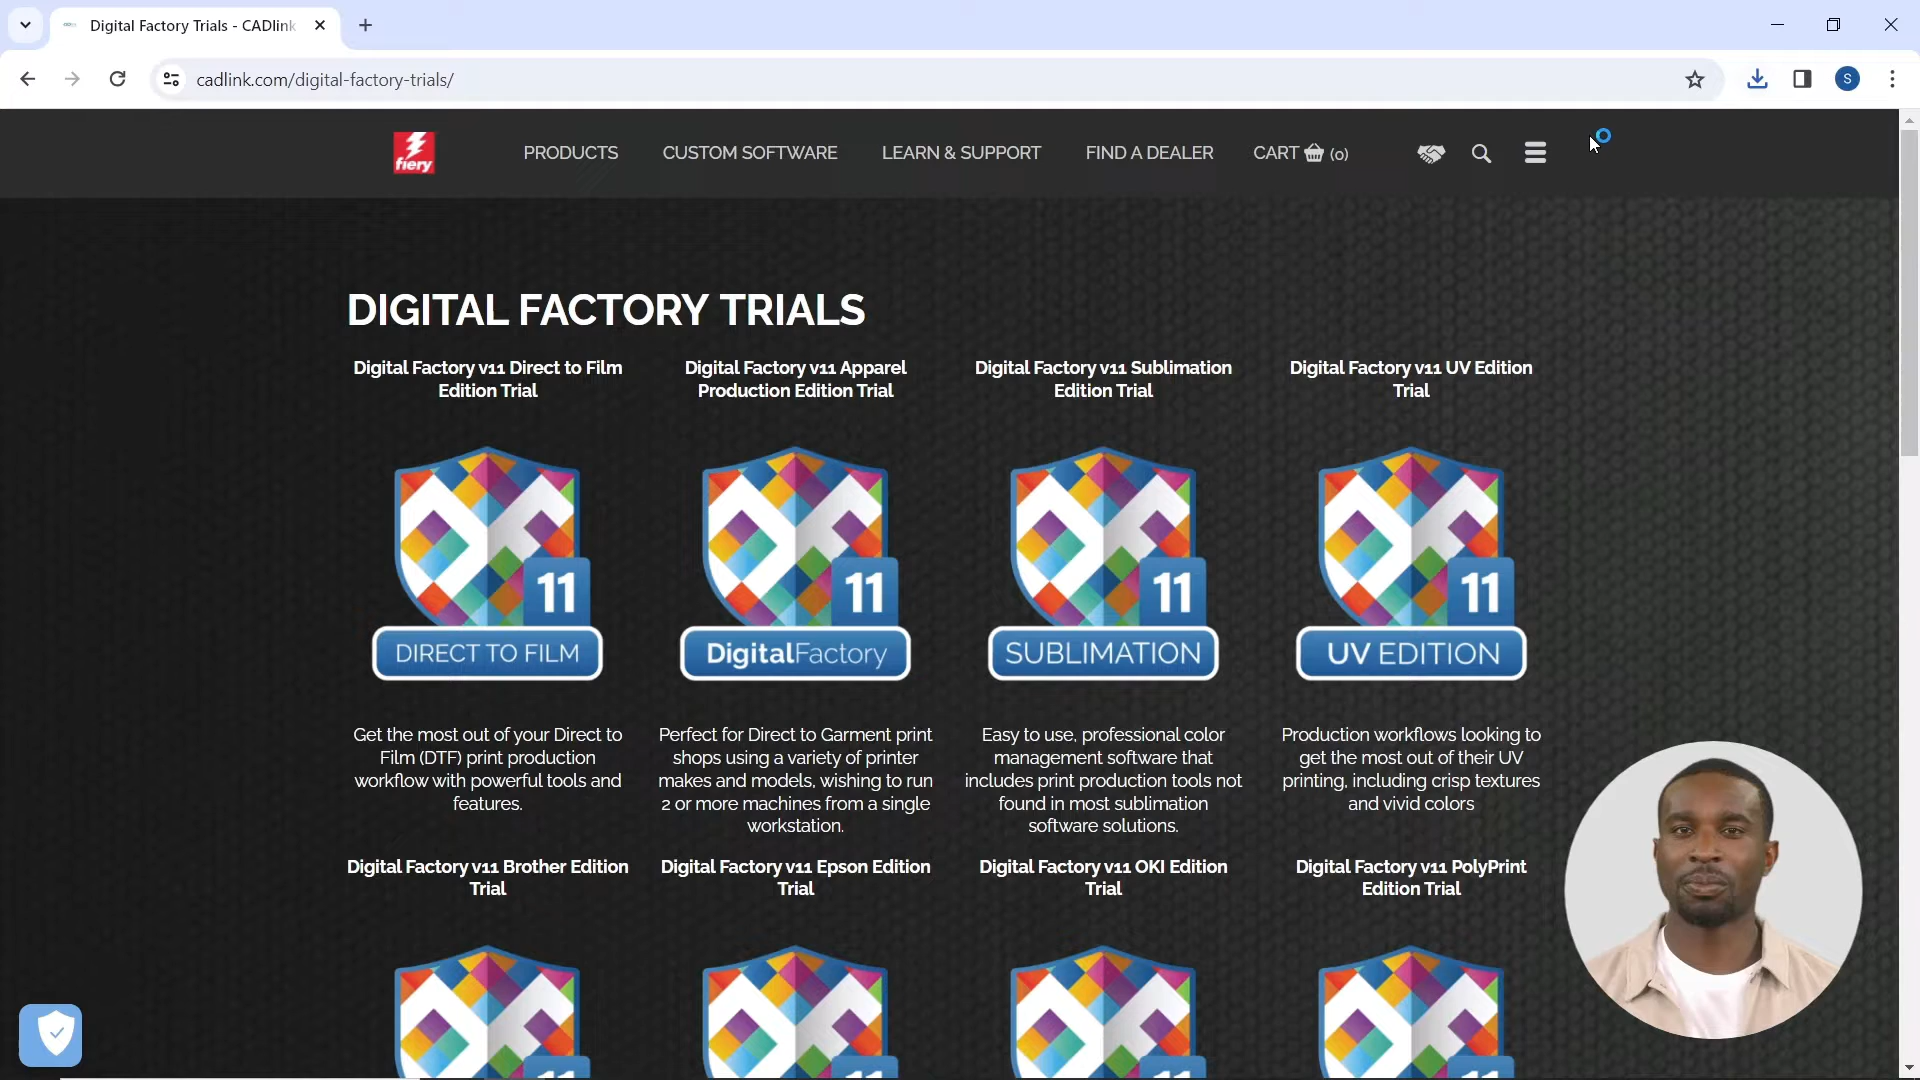 Digital Factory Trials - CADlink
cadlink.com/digital-factory-trials/
S
fiery
PRODUCTS
CUSTOM SOFTWARE
LEARN & SUPPORT
FIND A DEALER
CART (0)
DIGITAL FACTORY TRIALS
Digital Factory v11 Direct to Film
Edition Trial
11
DIRECT TO FILM
Get the most out of your Direct to
Film (DTF) print production
workflow with powerful tools and
features.
Digital Factory v11 Apparel
Production Edition Trial
11
DigitalFactory
Perfect for Direct to Garment print
shops using a variety of printer
makes and models, wishing to run
2 or more machines from a single
workstation.
Digital Factory v11 Sublimation
Edition Trial
11
SUBLIMATION
Easy to use, professional color
management software that
includes print production tools not
found in most sublimation
software solutions.
Digital Factory v11 UV Edition
Trial
11
UV EDITION
Production workflows looking to
get the most out of their UV
printing, including crisp textures
and vivid colors
Digital Factory v11 Brother Edition
Trial
11
Digital Factory v11 Epson Edition
Trial
11
Digital Factory v11 OKI Edition
Trial
11
Digital Factory v11 PolyPrint
Edition Trial
11